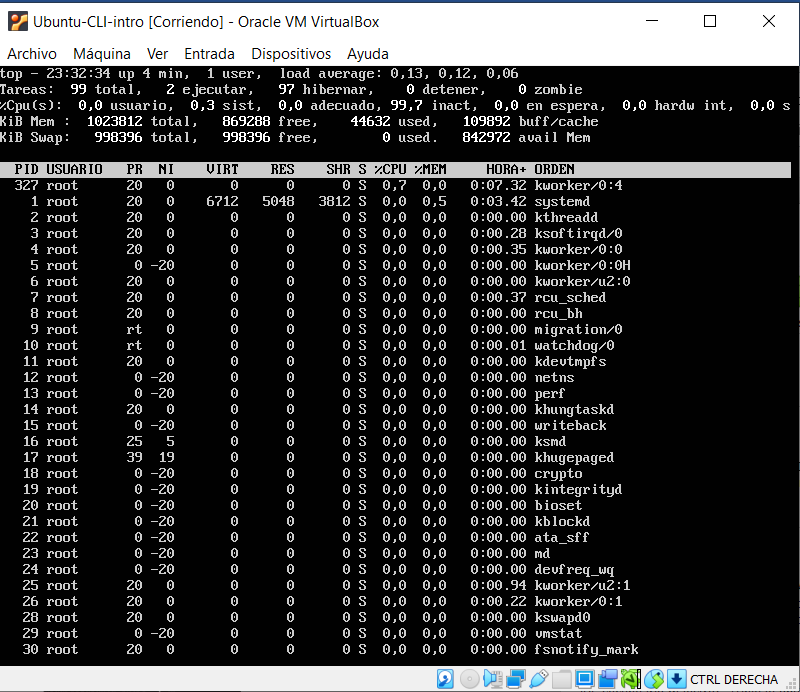 Ubuntu-CLI-intro [Corriendo] - Oracle VM VirtualBox
Archivo Máquina Ver Entrada Dispositivos Ayuda
top - 23:32:34 up 4 min, 1 user, load average: 0,13, 0,12, 0,06
Tareas: 99 total, 2 ejecutar, 97 hibernar, 0 detener, 0 zombie
%Cpu(s): 0,0 usuario, 0,3 sist, 0,0 adecuado, 99,7 inact, 0,0 en espera, 0,0 hardw int, 0,0 s
KiB Mem : 1023812 total, 869288 free, 44632 used, 109892 buff/cache
KiB Swap: 998396 total, 998396 free, 0 used. 842972 avail Mem
PID USUARIO PR NI VIRT RES SHR S %CPU %MEM HORA+ ORDEN
327 root 20 0 0 0 0 S 0,7 0,0 0:07.32 kworker/0:4
1 root 20 0 6712 5048 3812 S 0,0 0,5 0:03.42 systemd
2 root 20 0 0 0 0 S 0,0 0,0 0:00.00 kthreadd
3 root 20 0 0 0 0 S 0,0 0,0 0:00.28 ksoftirqd/0
4 root 20 0 0 0 0 S 0,0 0,0 0:00.35 kworker/0:0
5 root 0 -20 0 0 0 S 0,0 0,0 0:00.00 kworker/0:0H
6 root 20 0 0 0 0 S 0,0 0,0 0:00.00 kworker/u2:0
7 root 20 0 0 0 0 S 0,0 0,0 0:00.37 rcu_sched
8 root 20 0 0 0 0 S 0,0 0,0 0:00.00 rcu_bh
9 root rt 0 0 0 0 S 0,0 0,0 0:00.00 migration/0
10 root rt 0 0 0 0 S 0,0 0,0 0:00.01 watchdog/0
11 root 20 0 0 0 0 S 0,0 0,0 0:00.00 kdevtmpfs
12 root 0 -20 0 0 0 S 0,0 0,0 0:00.00 netns
13 root 0 -20 0 0 0 S 0,0 0,0 0:00.00 perf
14 root 20 0 0 0 0 S 0,0 0,0 0:00.00 khungtaskd
15 root 0 -20 0 0 0 S 0,0 0,0 0:00.00 writeback
16 root 25 5 0 0 0 S 0,0 0,0 0:00.00 ksmd
17 root 39 19 0 0 0 S 0,0 0,0 0:00.00 khugepaged
18 root 0 -20 0 0 0 S 0,0 0,0 0:00.00 crypto
19 root 0 -20 0 0 0 S 0,0 0,0 0:00.00 kintegrityd
20 root 0 -20 0 0 0 S 0,0 0,0 0:00.00 bioset
21 root 0 -20 0 0 0 S 0,0 0,0 0:00.00 kblockd
22 root 0 -20 0 0 0 S 0,0 0,0 0:00.00 ata_sff
23 root 0 -20 0 0 0 S 0,0 0,0 0:00.00 md
24 root 0 -20 0 0 0 S 0,0 0,0 0:00.00 devfreq_wq
25 root 20 0 0 0 0 S 0,0 0,0 0:00.94 kworker/u2:1
26 root 20 0 0 0 0 S 0,0 0,0 0:00.22 kworker/0:1
28 root 20 0 0 0 0 S 0,0 0,0 0:00.00 kswapd0
29 root 0 -20 0 0 0 S 0,0 0,0 0:00.00 vmstat
30 root 20 0 0 0 0 S 0,0 0,0 0:00.00 fsnotify_mark
CTRL DERECHA